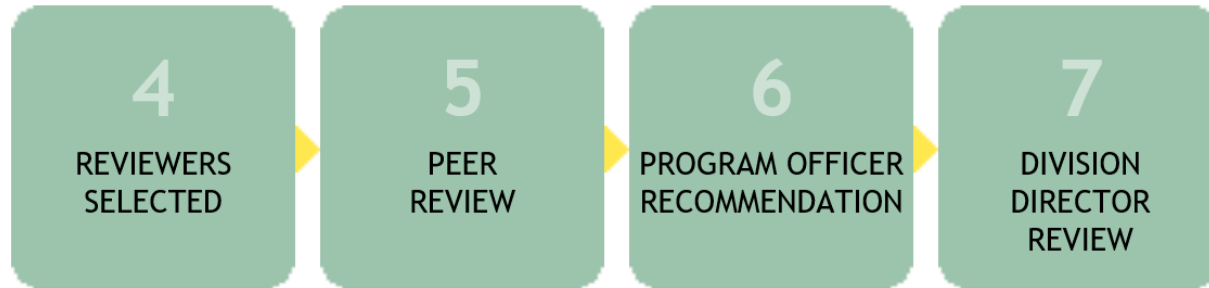 4
REVIEWERS
SELECTED
5
PEER
REVIEW
6
PROGRAM OFFICER
RECOMMENDATION
7
DIVISION
DIRECTOR
REVIEW